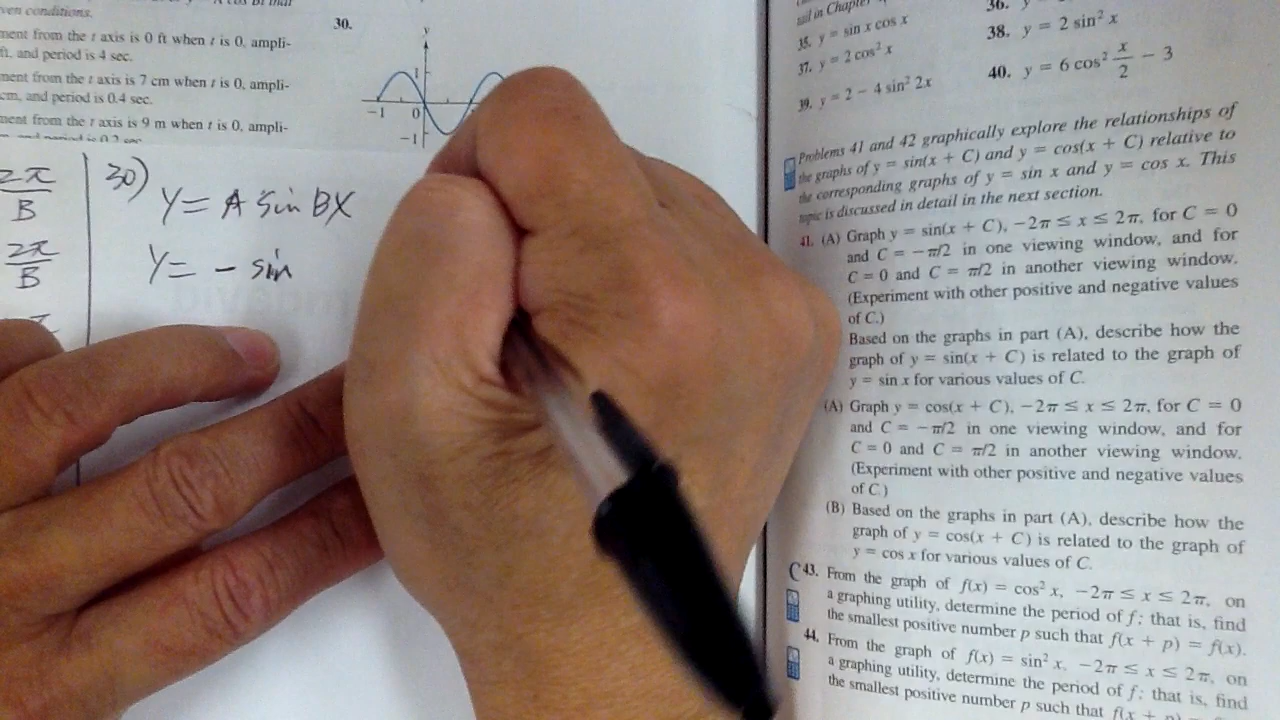 ven conditions.
ment from the t axis is 0 ft when t is 0, ampli-
ft, and period is 4 sec.
ment from the t axis is 7 cm when t is 0, ampli-
cm, and period is 0.4 sec.
ment from the t axis is 9 m when t is 0, ampli-
30.
y
1
-1 0
-1
2π
B
2π
B
30)
Y = A sin BX
Y = - sin
tail in Chapter
36. y
35. y = sin x cos x
38. y = 2 sin² x
37. y = 2 cos² x
40. y = 6 cos² x/2 − 3
39. y = 2 − 4 sin² 2x
Problems 41 and 42 graphically explore the relationships of
the graphs of y = sin(x + C) and y = cos(x + C) relative to
the corresponding graphs of y = sin x and y = cos x. This
topic is discussed in detail in the next section.
41. (A) Graph y = sin(x + C), −2π ≤ x ≤ 2π, for C = 0
and C = −π/2 in one viewing window, and for
C = 0 and C = π/2 in another viewing window.
(Experiment with other positive and negative values
of C.)
Based on the graphs in part (A), describe how the
graph of y = sin(x + C) is related to the graph of
y = sin x for various values of C.
(A) Graph y = cos(x + C), −2π ≤ x ≤ 2π, for C = 0
and C = −π/2 in one viewing window, and for
C = 0 and C = π/2 in another viewing window.
(Experiment with other positive and negative values
of C.)
(B) Based on the graphs in part (A), describe how the
graph of y = cos(x + C) is related to the graph of
y = cos x for various values of C.
C 43. From the graph of f(x) = cos² x, −2π ≤ x ≤ 2π, on
a graphing utility, determine the period of f; that is, find
the smallest positive number p such that f(x + p) = f(x).
44. From the graph of f(x) = sin² x, −2π ≤ x ≤ 2π, on
a graphing utility, determine the period of f; that is, find
the smallest positive number p such that f(x + p)